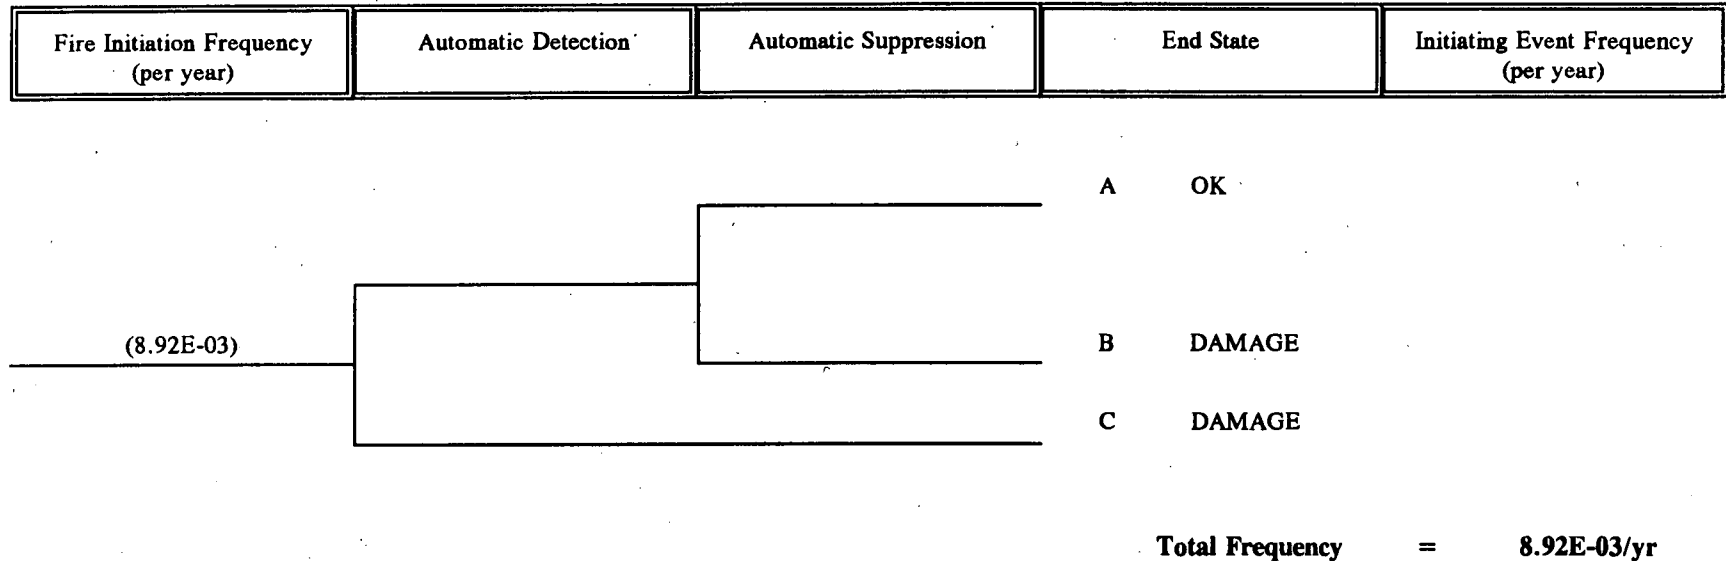 Fire Initiation Frequency
(per year)
Automatic Detection
Automatic Suppression
End State
Initiating Event Frequency
(per year)
A OK
(8.92E-03)
B DAMAGE
C DAMAGE
Total Frequency = 8.92E-03/yr